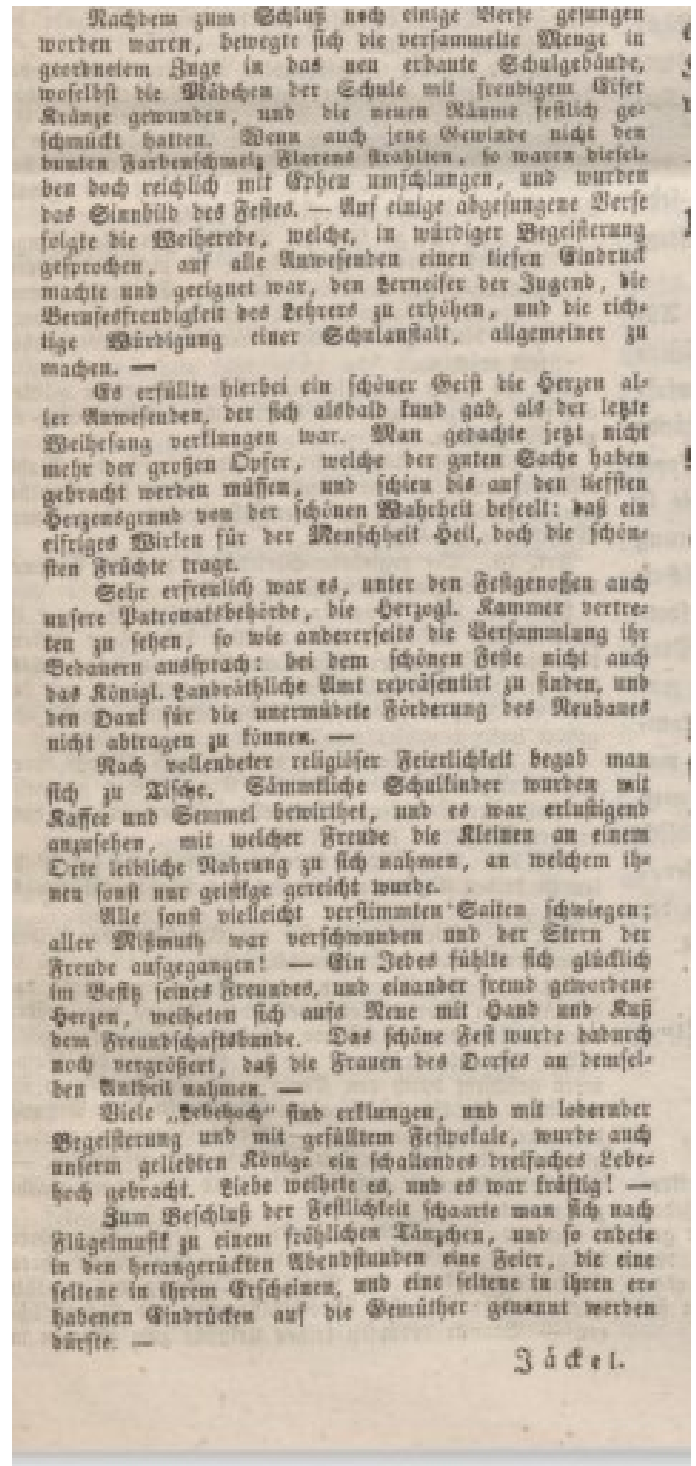 Nachdem zum Schluß noch einige Verse gesungen
worden waren, bewegte sich die versammelte Menge in
geordnetem Zuge in das neu erbaute Schulgebäude,
woselbst die Mädchen der Schule mit freudigem Eifer
Kränze gewunden, und die neuen Räume festlich ge-
schmückt hatten. Wenn auch jene Gewinde nicht den
bunten Farbenschmelz Florens strahlten, so waren diesel-
ben doch reichlich mit Epheu umschlungen, und wurden
das Sinnbild des Festes. — Auf einige abgesungene Verse
folgte die Weiherede, welche, in würdiger Begeisterung
gesprochen, auf alle Anwesenden einen tiefen Eindruck
machte und geeignet war, den Lerneifer der Jugend, die
Berufesfreudigkeit des Lehrers zu erhöhen, und die rich-
tige Würdigung einer Schulanstalt, allgemeiner zu
machen. —
Es erfüllte hierbei ein schöner Geist die Herzen al-
ler Anwesenden, der sich alsbald kund gab, als der letzte
Weihesang verklungen war. Man gedachte jetzt nicht
mehr der großen Opfer, welche der guten Sache haben
gebracht werden müssen, und schien bis auf den tiefsten
Herzensgrund von der schönen Wahrheit beseelt: daß ein
eifriges Wirken für der Menschheit Heil, doch die schön-
sten Früchte trage.
Sehr erfreulich war es, unter den Festgenossen auch
unsere Patronatsbehörde, die Herzogl. Kammer vertre-
ten zu sehen, so wie andererseits die Versammlung ihr
Bedauern aussprach: bei dem schönen Feste nicht auch
das Königl. Landräthliche Amt repräsentirt zu finden, und
den Dank für die unermüdete Förderung des Neubaues
nicht abtragen zu können. —
Nach vollendeter religiöser Feierlichkeit begab man
sich zu Tische. Sämmtliche Schulkinder wurden mit
Kaffee und Semmel bewirthet, und es war erlustigend
anzusehen, mit welcher Freude die Kleinen an einem
Orte leibliche Nahrung zu sich nahmen, an welchem ih-
nen sonst nur geistige gereicht wurde.
Alle sonst vielleicht verstimmten Saiten schwiegen;
aller Mißmuth war verschwunden und der Stern der
Freude aufgegangen! — Ein Jedes fühlte sich glücklich
im Besitz seines Freundes, und einander fremd gewordene
Herzen, weiheten sich aufs Neue mit Hand und Kuß
dem Freundschaftsbunde. Das schöne Fest wurde dadurch
noch vergrößert, daß die Frauen des Dorfes an demsel-
ben Antheil nahmen. —
Viele „Lebehoch“ sind erklungen, und mit lodernder
Begeisterung und mit gefülltem Festpokale, wurde auch
unserm geliebten Könige ein schallendes dreifaches Lebe-
hoch gebracht. Liebe weihete es, und es war kräftig! —
Zum Beschluß der Festlichkeit schaarte man sich nach
Flügelmusik zu einem fröhlichen Tänzchen, und so endete
in den herangerückten Abendstunden eine Feier, die eine
seltene in ihrem Erscheinen, und eine seltene in ihren er-
habenen Eindrücken auf die Gemüther genannt werden
dürfte. —
Jäckel.